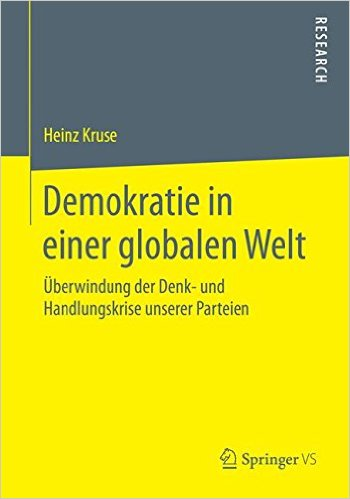 RESEARCH
Heinz Kruse
Demokratie in
einer globalen Welt
Überwindung der Denk- und
Handlungskrise unserer Parteien
Springer VS